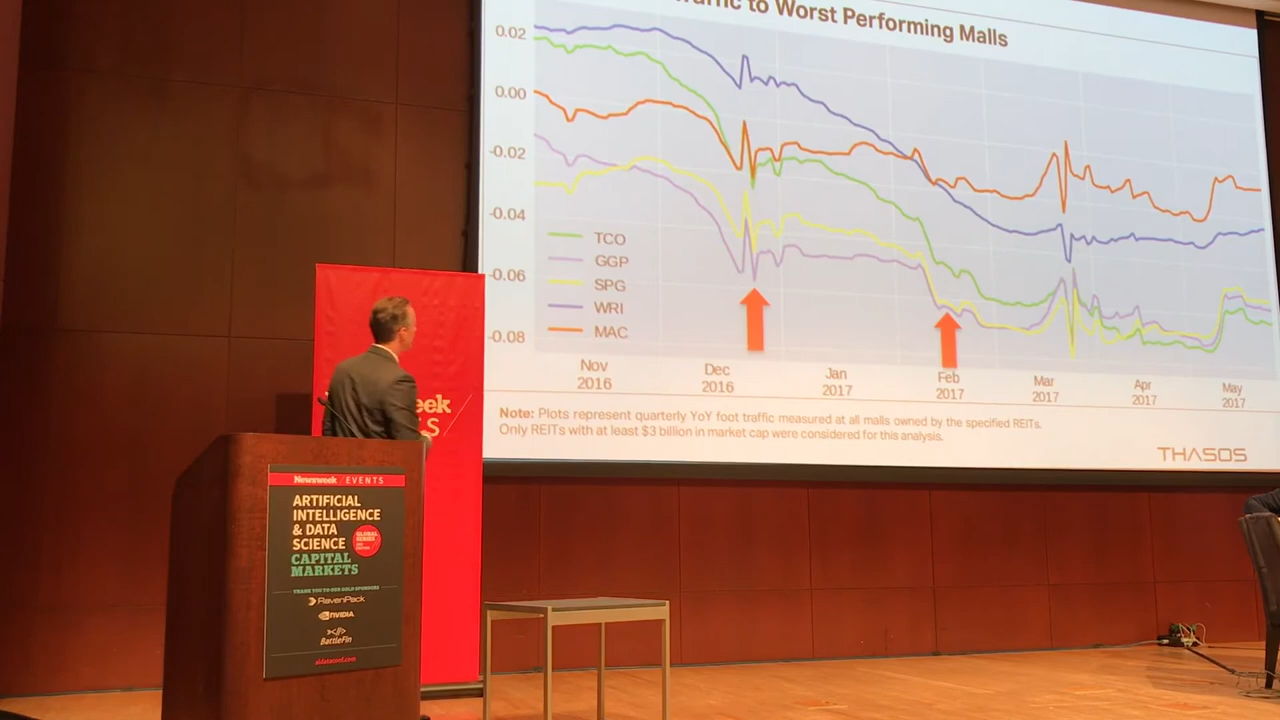 to Worst Performing Malls
0.02
0.00
-0.02
-0.04
-0.06
-0.08
TCO
GGP
SPG
WRI
MAC
Nov 2016
Dec 2016
Jan 2017
Feb 2017
Mar 2017
Apr 2017
May 2017
Note: Plots represent quarterly YoY foot traffic measured at all malls owned by the specified REITs.
Only REITs with at least $3 billion in market cap were considered for this analysis.
THASOS
eek
S
Newsweek / EVENTS
ARTIFICIAL
INTELLIGENCE
& DATA
SCIENCE
GLOBAL
SERIES
CAPITAL
MARKETS
THANK YOU TO OUR GOLD SPONSORS
RavenPack
NVIDIA
BattleFin